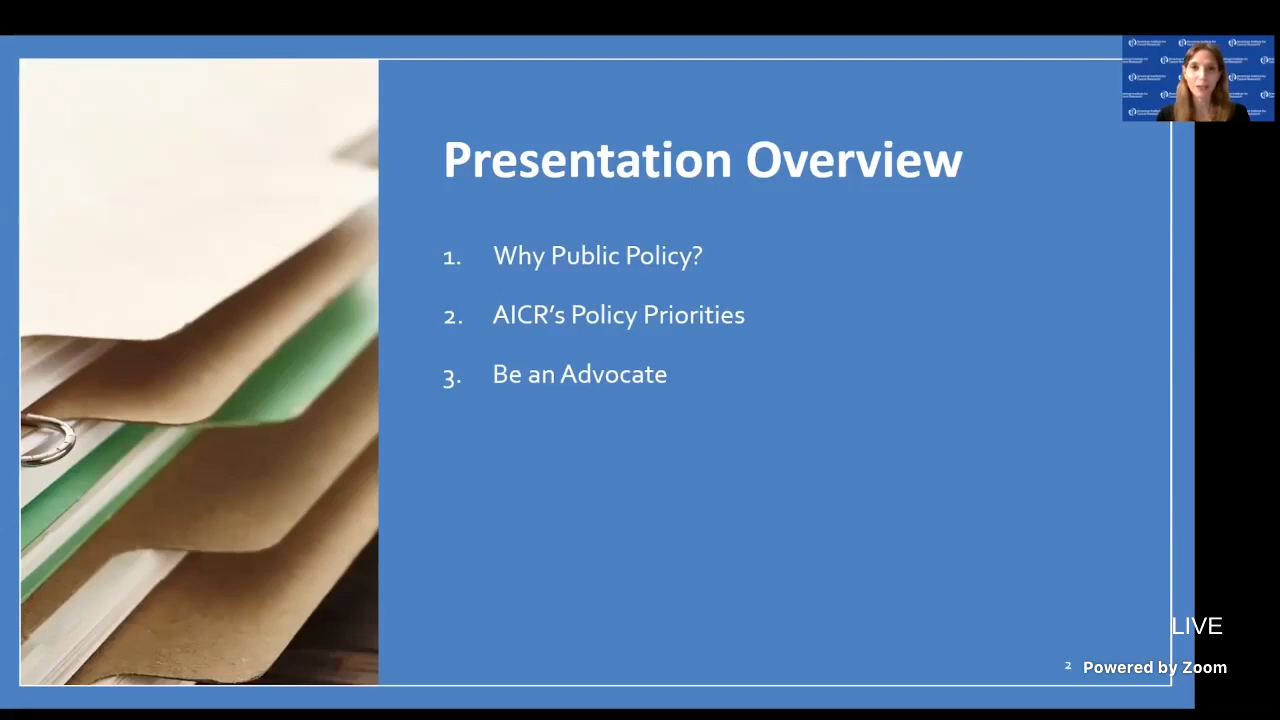 Presentation Overview
1. Why Public Policy?
2. AICR’s Policy Priorities
3. Be an Advocate
LIVE
2 Powered by Zoom